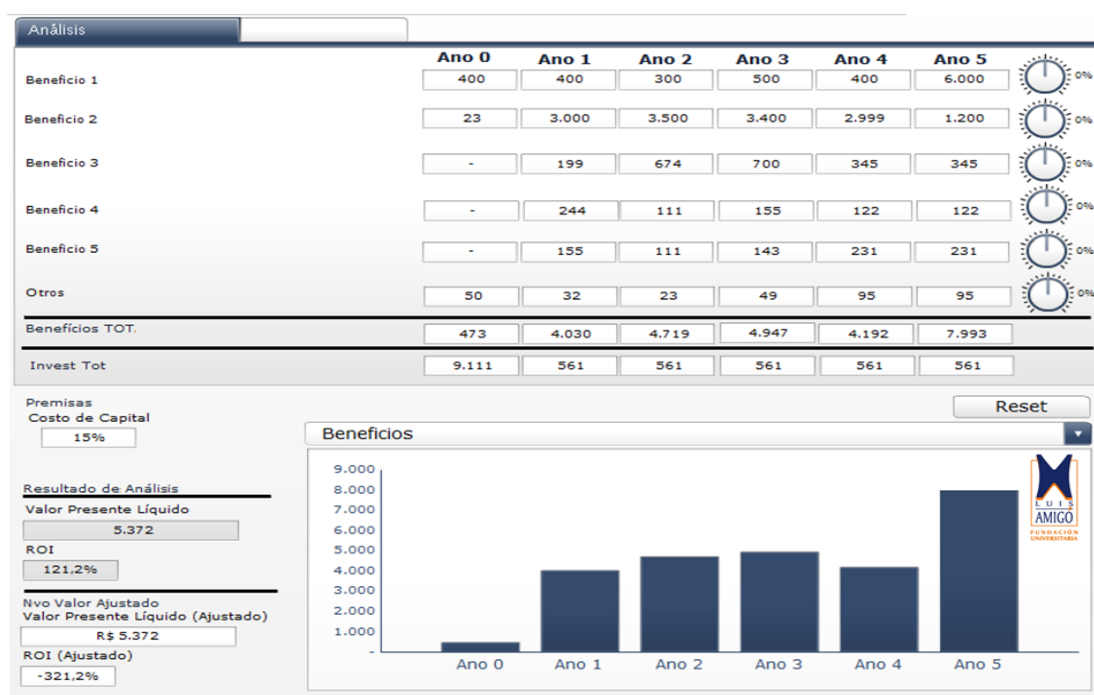 Análisis
Ano 0 Ano 1 Ano 2 Ano 3 Ano 4 Ano 5
Beneficio 1 400 400 300 500 400 6.000 0%
Beneficio 2 23 3.000 3.500 3.400 2.999 1.200 0%
Beneficio 3 - 199 674 700 345 345 0%
Beneficio 4 - 244 111 155 122 122 0%
Beneficio 5 - 155 111 143 231 231 0%
Otros 50 32 23 49 95 95 0%
Benefícios TOT. 473 4.030 4.719 4.947 4.192 7.993
Invest Tot 9.111 561 561 561 561 561
Premisas
Costo de Capital
15%
Reset
Beneficios
Resultado de Análisis
Valor Presente Líquido
5.372
ROI
121,2%
Nvo Valor Ajustado
Valor Presente Líquido (Ajustado)
R$ 5.372
ROI (Ajustado)
-321,2%
9.000
8.000
7.000
6.000
5.000
4.000
3.000
2.000
1.000
-
Ano 0 Ano 1 Ano 2 Ano 3 Ano 4 Ano 5
LUIS
AMIGÓ
FUNDACIÓN
UNIVERSITARIA